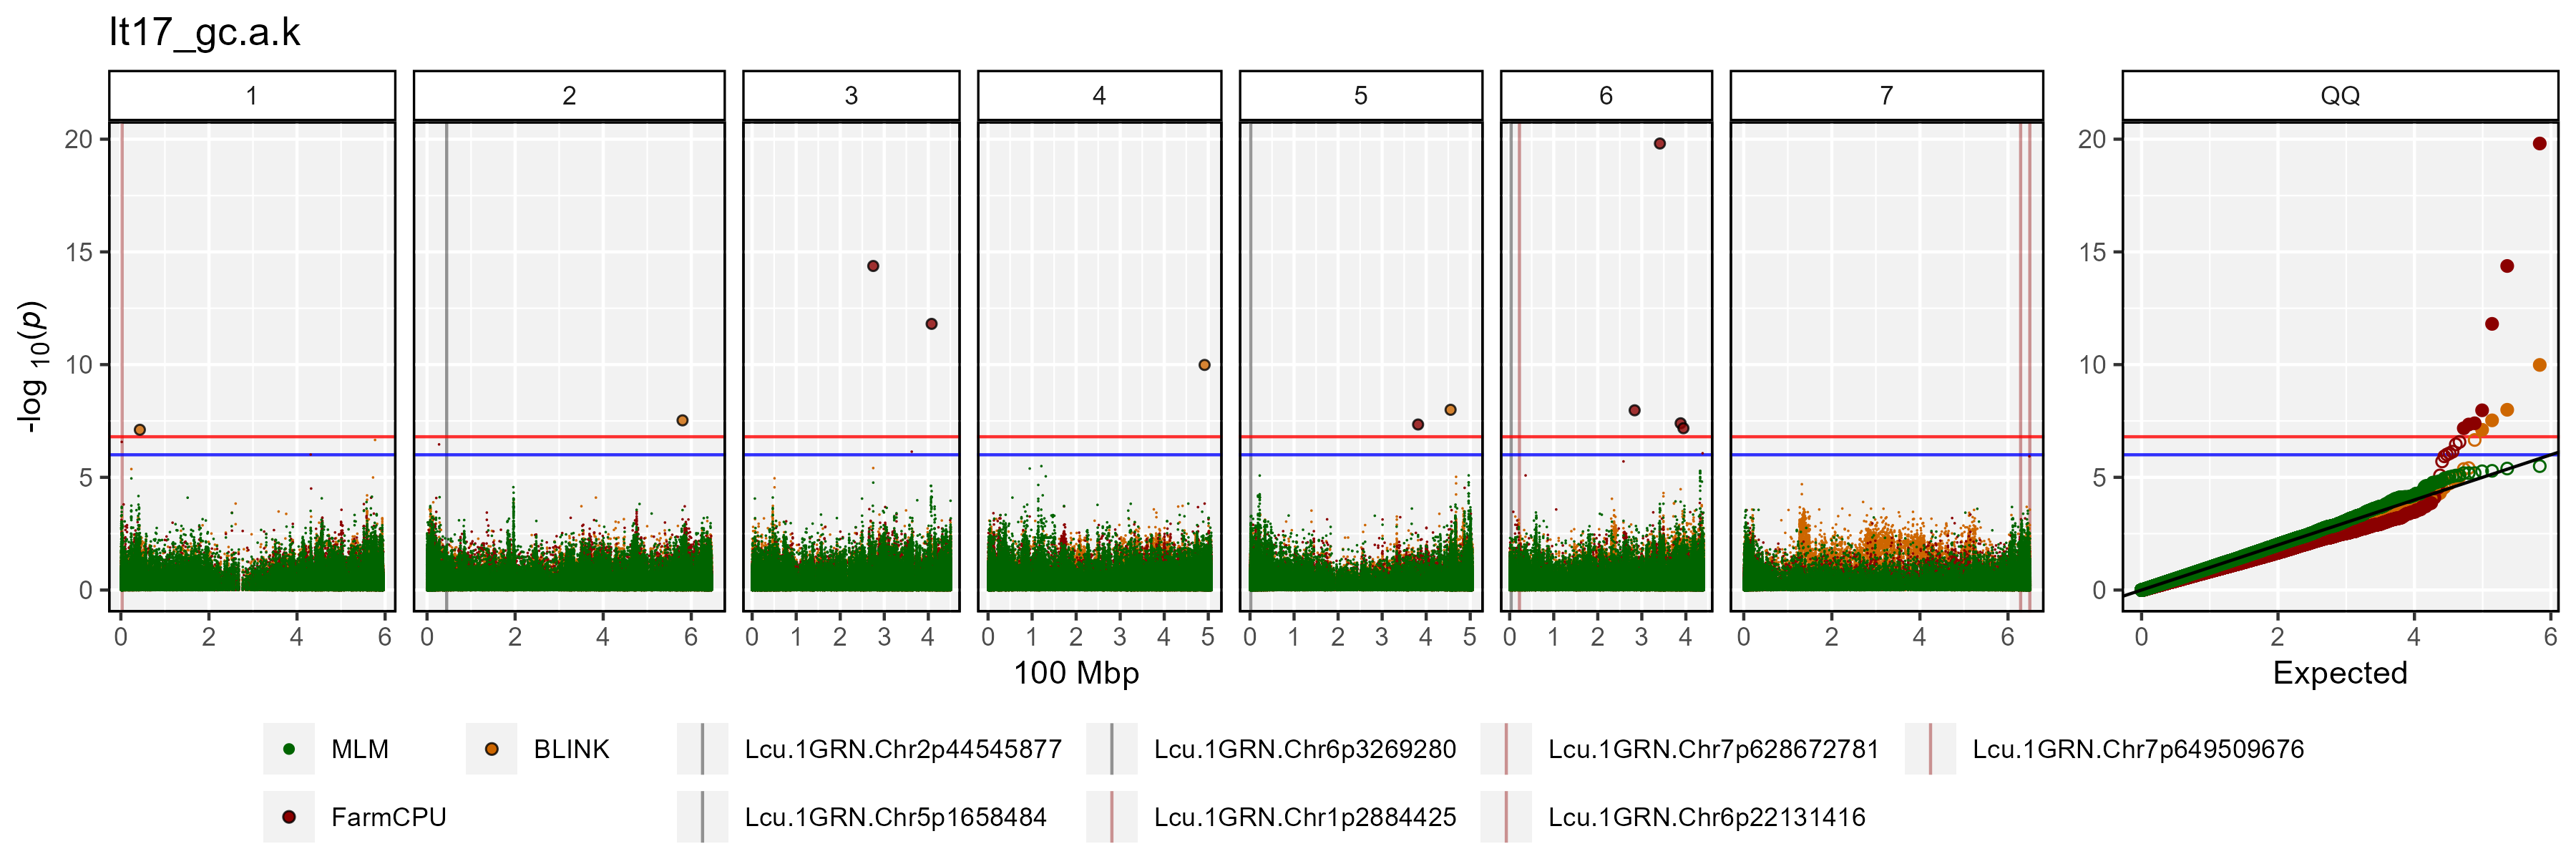 lt17_gc.a.k
1 2 3 4 5 6 7 QQ
20 15 10 5 0
-log 10(p)
20 15 10 5 0
0 2 4 6 0 2 4 6 0 1 2 3 4 0 1 2 3 4 5 0 1 2 3 4 5 0 1 2 3 4 0 2 4 6 0 2 4 6
100 Mbp Expected
MLM BLINK Lcu.1GRN.Chr2p44545877 Lcu.1GRN.Chr6p3269280 Lcu.1GRN.Chr7p628672781 Lcu.1GRN.Chr7p649509676
FarmCPU Lcu.1GRN.Chr5p1658484 Lcu.1GRN.Chr1p2884425 Lcu.1GRN.Chr6p22131416